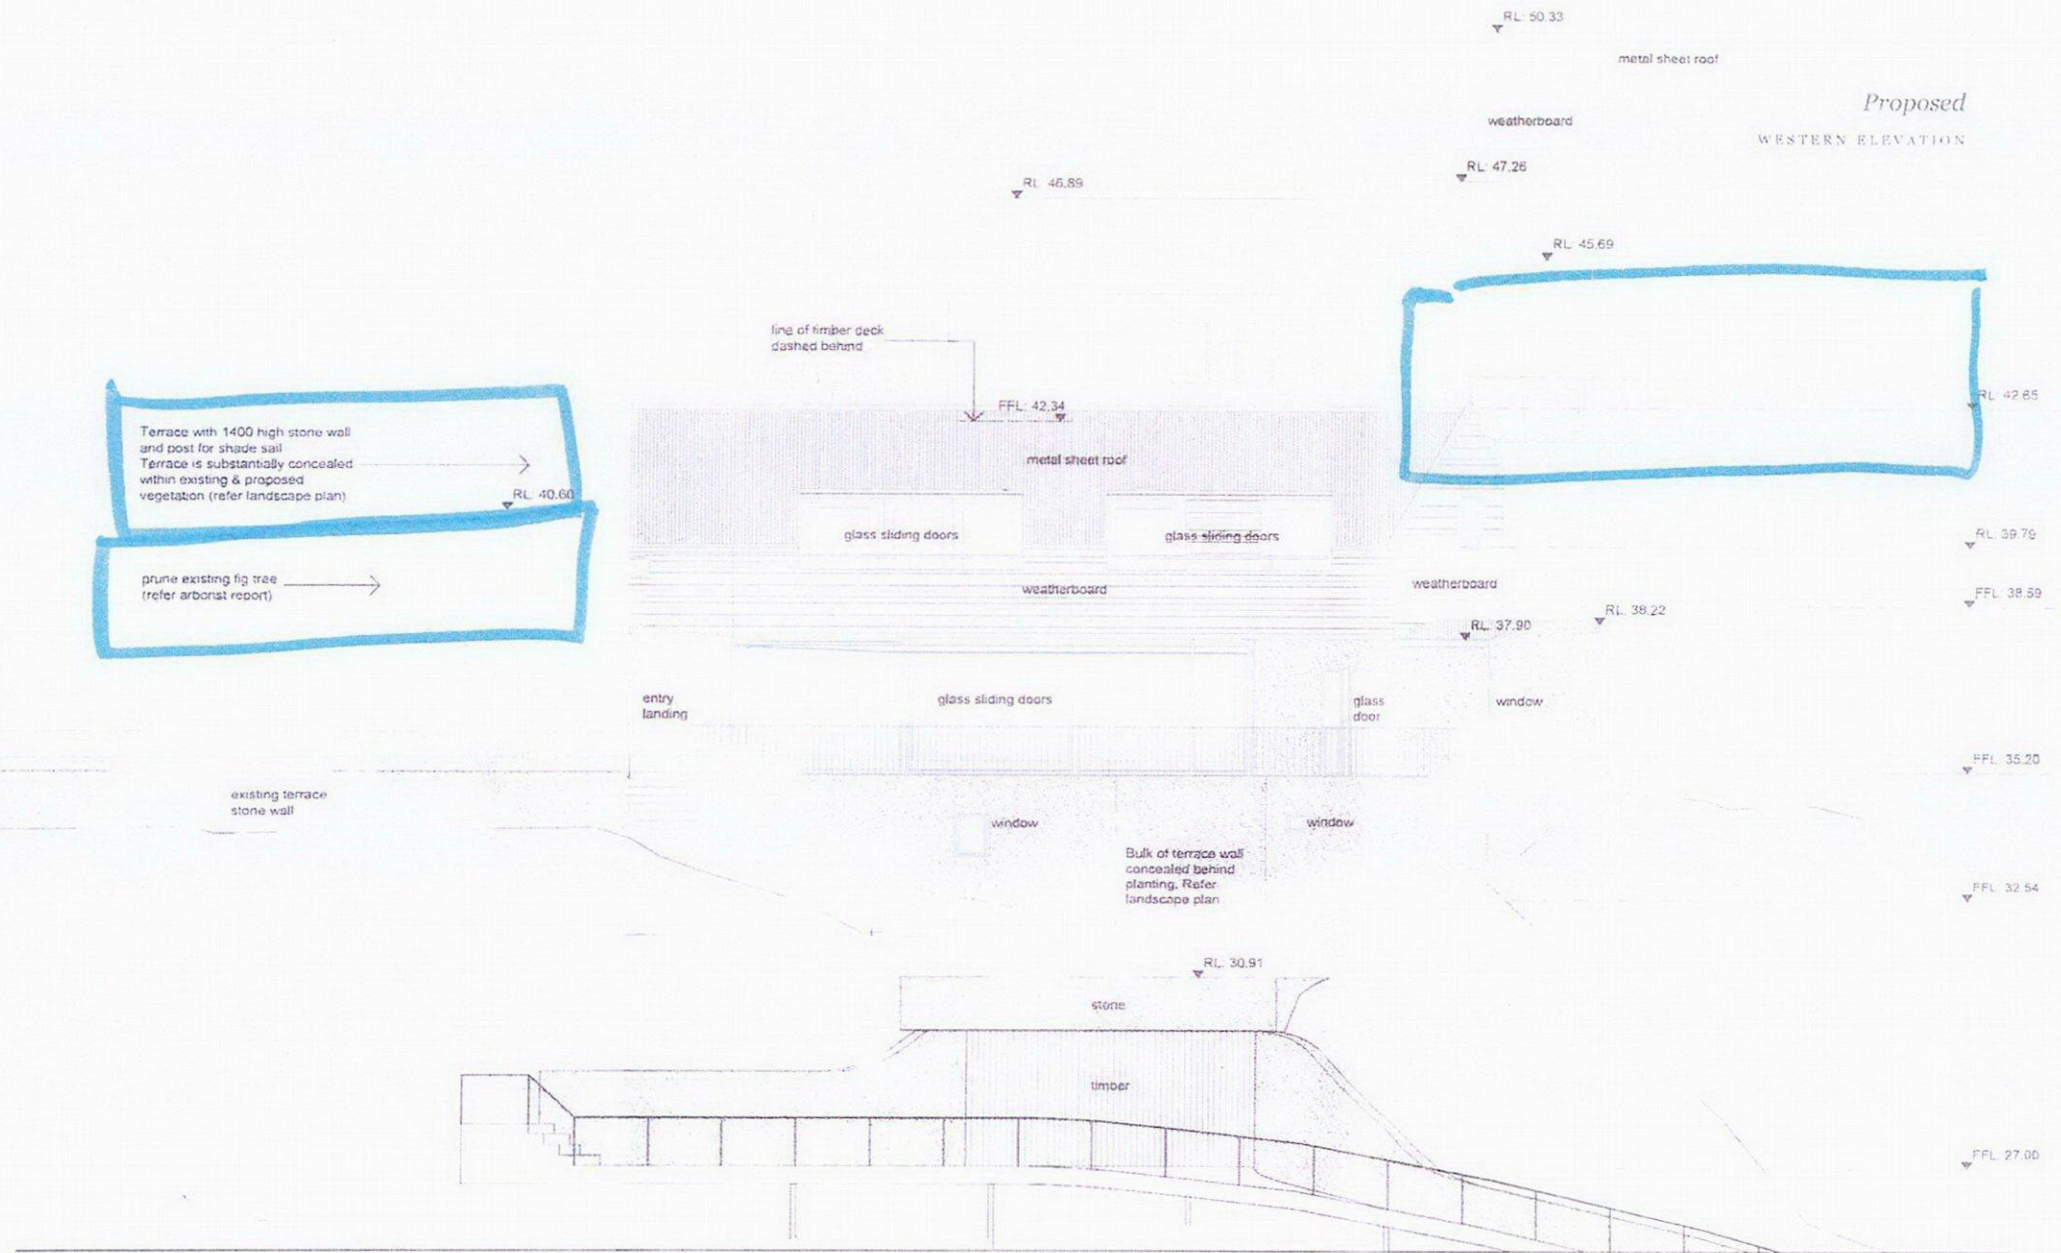 RL: 50.33
metal sheet roof
Proposed
WESTERN ELEVATION
weatherboard
RL: 47.26
RL: 46.89
RL: 45.69
line of timber deck
dashed behind
RL: 42.65
FFL: 42.34
Terrace with 1400 high stone wall
and post for shade sail
Terrace is substantially concealed
within existing & proposed
vegetation (refer landscape plan)
RL: 40.60
metal sheet roof
glass sliding doors
glass sliding doors
RL: 39.79
prune existing fig tree
(refer arborist report)
weatherboard
weatherboard
FFL: 38.59
RL: 38.22
RL: 37.90
entry
landing
glass sliding doors
glass
door
window
FFL: 35.20
existing terrace
stone wall
window
window
Bulk of terrace wall
concealed behind
planting. Refer
landscape plan
FFL: 32.54
RL: 30.91
stone
timber
FFL: 27.00